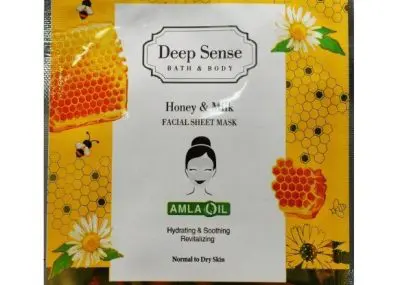 Deep Sense
BATH & BODY
Honey & Milk
FACIAL SHEET MASK
AMLA OIL
Hydrating & Soothing
Revitalizing
Normal to Dry Skin